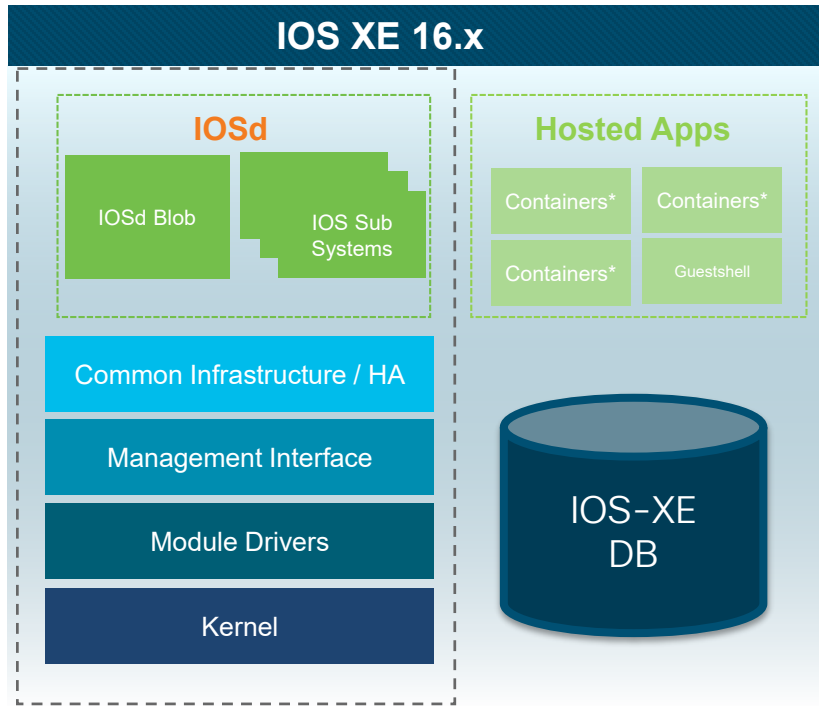 IOS XE 16.x
IOSd
IOSd Blob
IOS Sub
Systems
Common Infrastructure / HA
Management Interface
Module Drivers
Kernel
Hosted Apps
Containers*
Containers*
Containers*
Guestshell
IOS-XE
DB